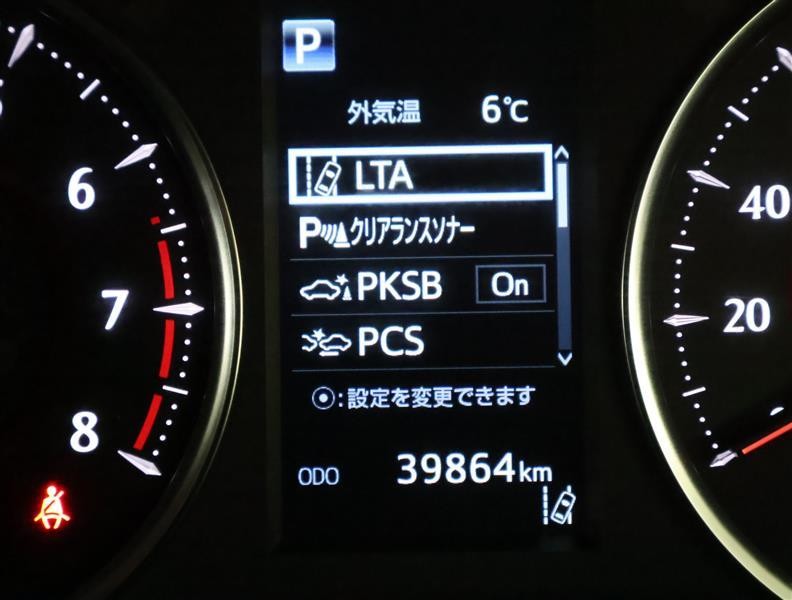 P
外気温 6℃
LTA
Pクリアランスソナー
PKSB On
PCS
⦿:設定を変更できます
ODO 39864km
6
7
8
40
20